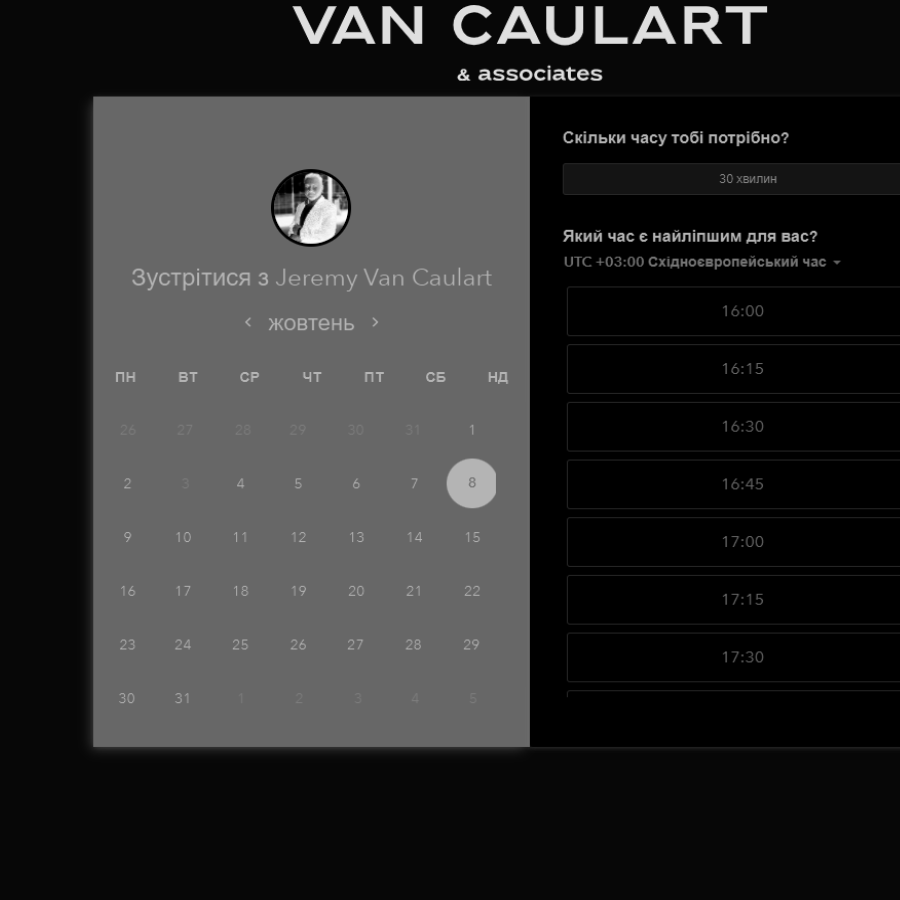 VAN CAULART
& associates
Зустрітися з Jeremy Van Caulart
жовтень
ПН ВТ СР ЧТ ПТ СБ НД
26 27 28 29 30 31 1
2 3 4 5 6 7 8
9 10 11 12 13 14 15
16 17 18 19 20 21 22
23 24 25 26 27 28 29
30 31 1 2 3 4 5
Скільки часу тобі потрібно?
30 хвилин
Який час є найліпшим для вас?
UTC +03:00 Східноєвропейський час
16:00
16:15
16:30
16:45
17:00
17:15
17:30